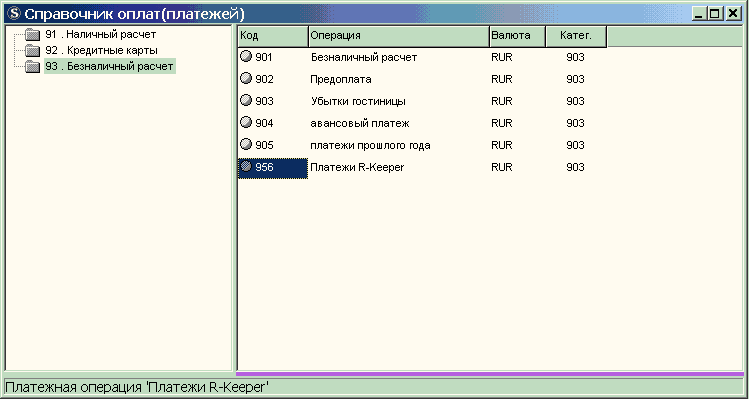 Справочник оплат(платежей)
91 . Наличный расчет
92 . Кредитные карты
93 . Безналичный расчет
Код Операция Валюта Катег.
901 Безналичный расчет RUR 903
902 Предоплата RUR 903
903 Убытки гостиницы RUR 903
904 авансовый платеж RUR 903
905 платежи прошлого года RUR 903
956 Платежи R-Keeper RUR 903
Платежная операция 'Платежи R-Keeper'